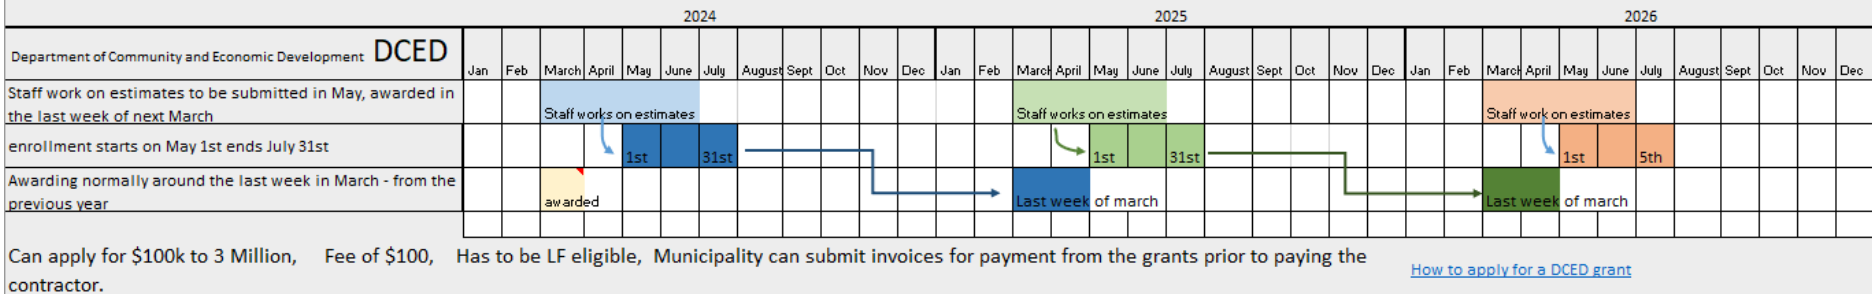 2024 2025 2026
Department of Community and Economic Development DCED
Jan Feb March April May June July August Sept Oct Nov Dec Jan Feb March April May June July August Sept Oct Nov Dec Jan Feb March April May June July August Sept Oct Nov Dec
Staff work on estimates to be submitted in May, awarded in
the last week of next March
Staff works on estimates Staff works on estimates Staff works on estimates
enrollment starts on May 1st ends July 31st
1st 31st 1st 31st 1st 5th
Awarding normally around the last week in March - from the
previous year
awarded Last week of march Last week of march
Can apply for $100k to 3 Million, Fee of $100, Has to be LF eligible, Municipality can submit invoices for payment from the grants prior to paying the
contractor.
How to apply for a DCED grant